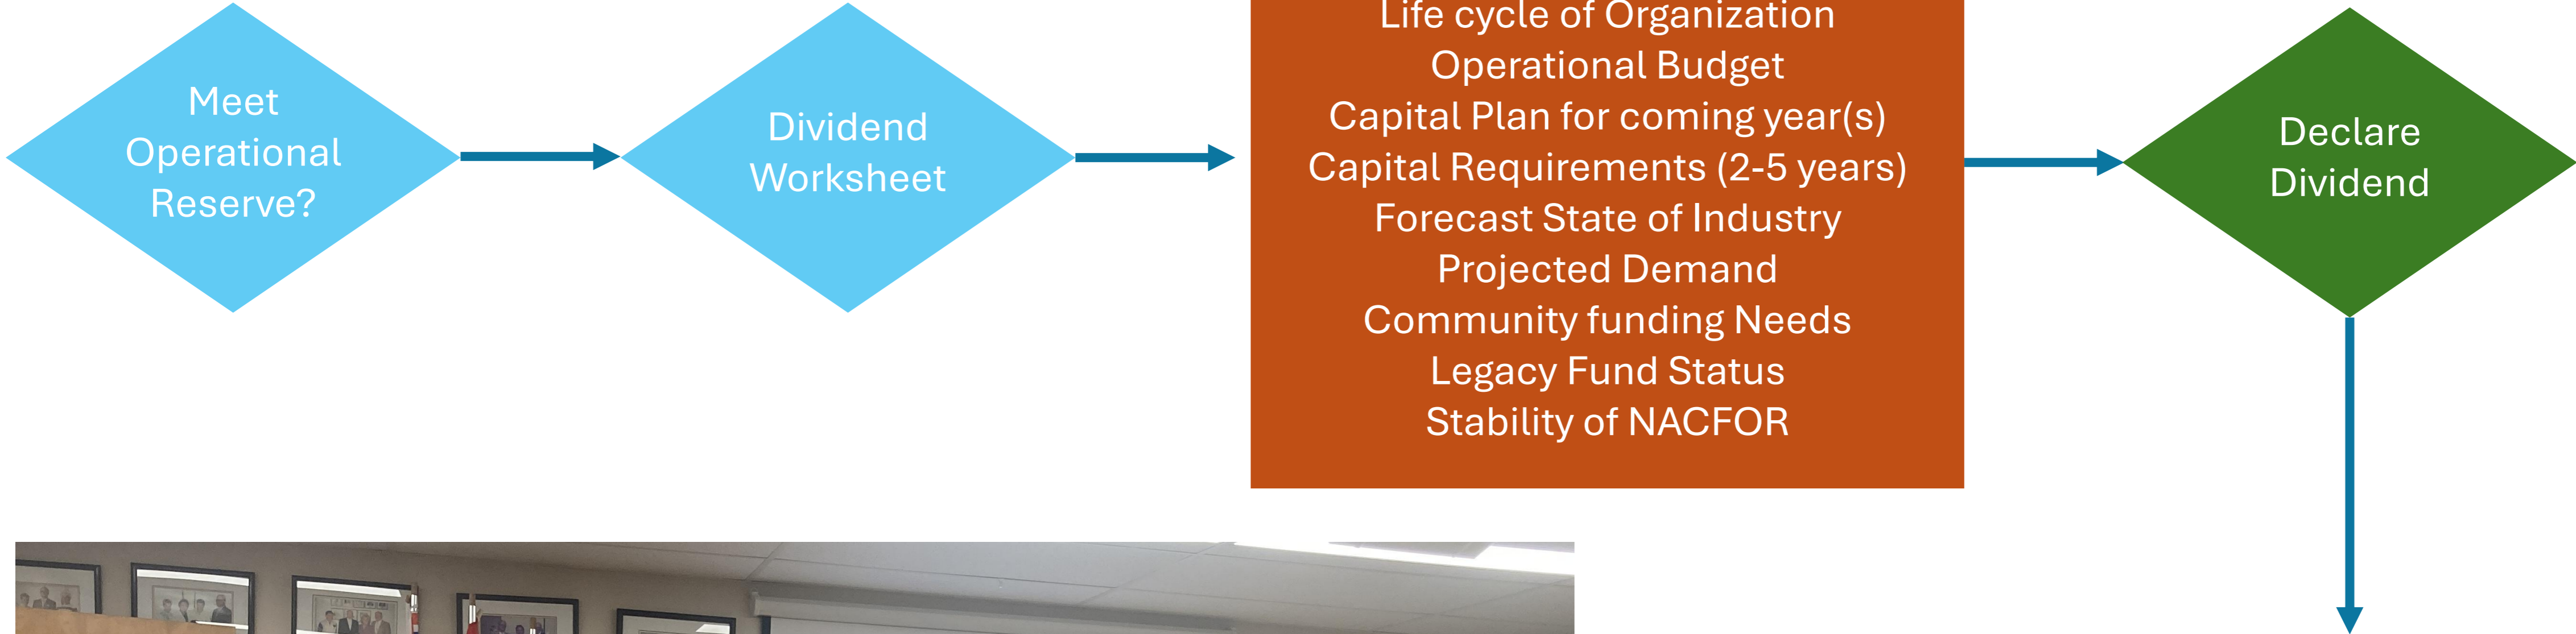 Meet
Operational
Reserve?
Dividend
Worksheet
Life cycle of Organization
Operational Budget
Capital Plan for coming year(s)
Capital Requirements (2-5 years)
Forecast State of Industry
Projected Demand
Community funding Needs
Legacy Fund Status
Stability of NACFOR
Declare
Dividend